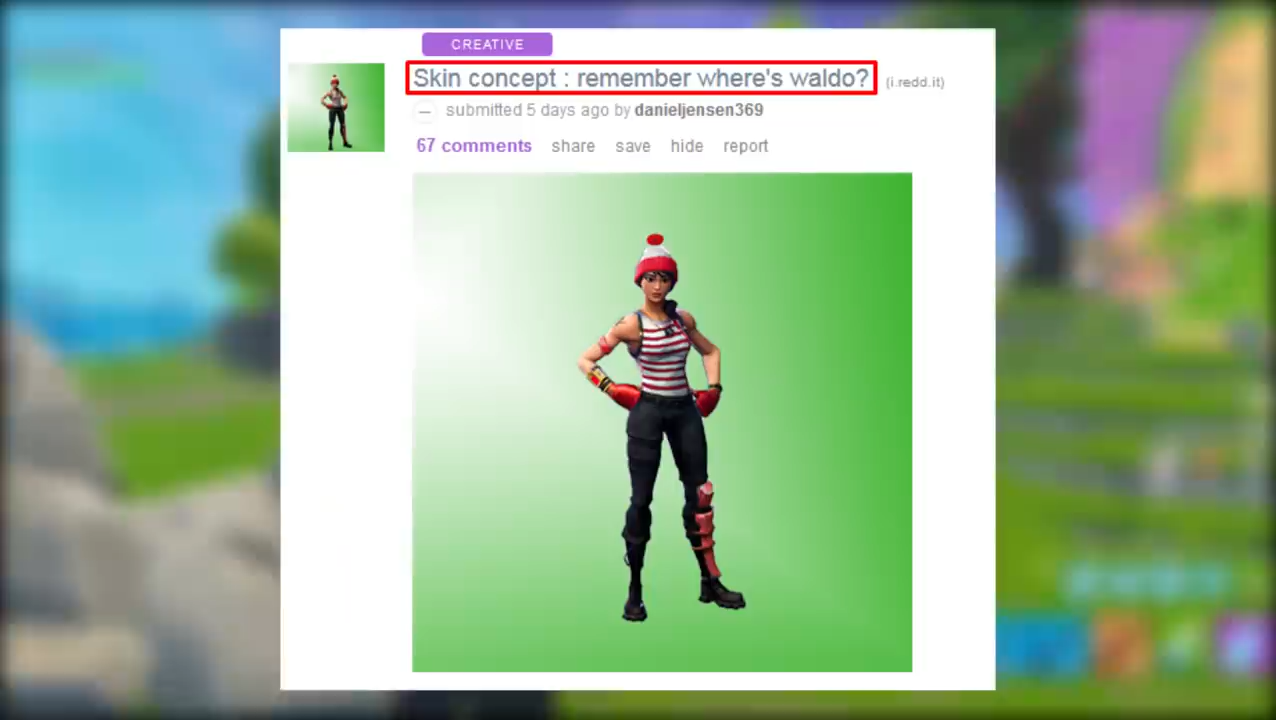 CREATIVE
Skin concept : remember where's waldo? (i.redd.it)
submitted 5 days ago by danieljensen369
67 comments share save hide report